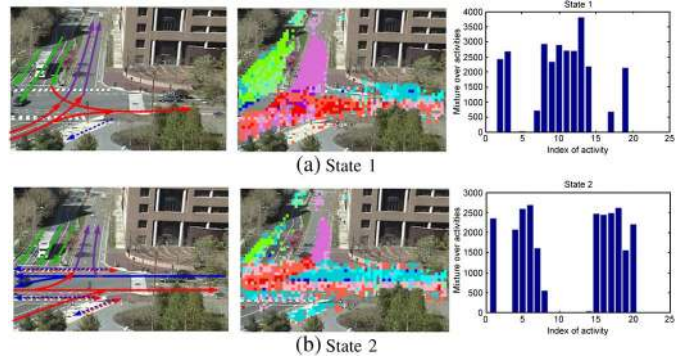 State 1
Mixture over activities
4000
3500
3000
2500
2000
1500
1000
500
0
0 5 10 15 20 25
Index of activity
(a) State 1
State 2
Mixture over activities
3000
2500
2000
1500
1000
500
0
0 5 10 15 20 25
Index of activity
(b) State 2